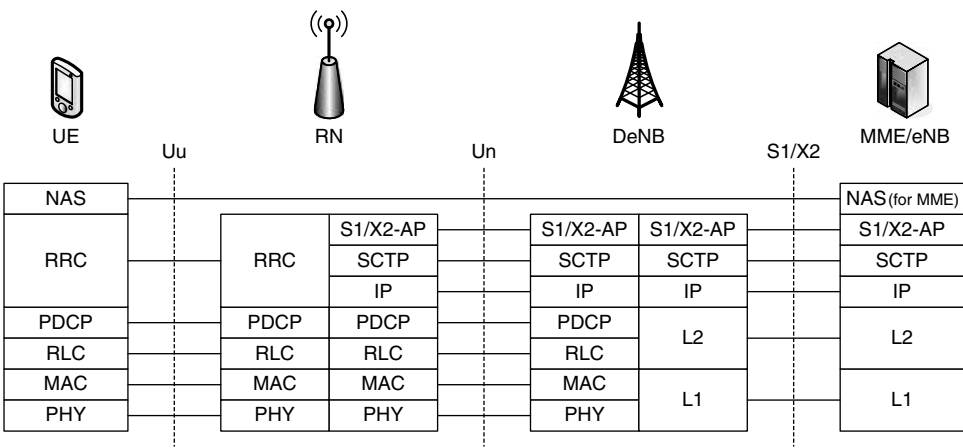 UE RN DeNB MME/eNB
Uu Un S1/X2
NAS NAS (for MME)
S1/X2-AP S1/X2-AP S1/X2-AP S1/X2-AP
RRC RRC SCTP SCTP SCTP SCTP
IP IP IP IP
PDCP PDCP PDCP PDCP
L2 L2
RLC RLC RLC RLC
MAC MAC MAC MAC
L1 L1
PHY PHY PHY PHY